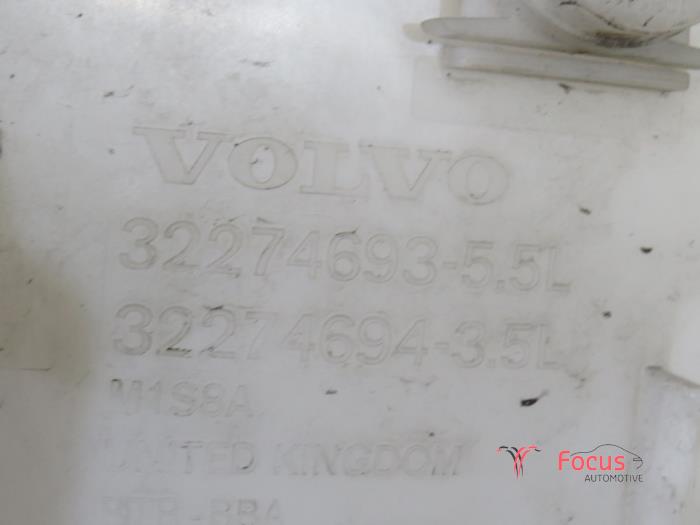 VOLVO
32274693-5.5L
32274694-3.5L
M1S8A
UNITED KINGDOM
Focus
AUTOMOTIVE